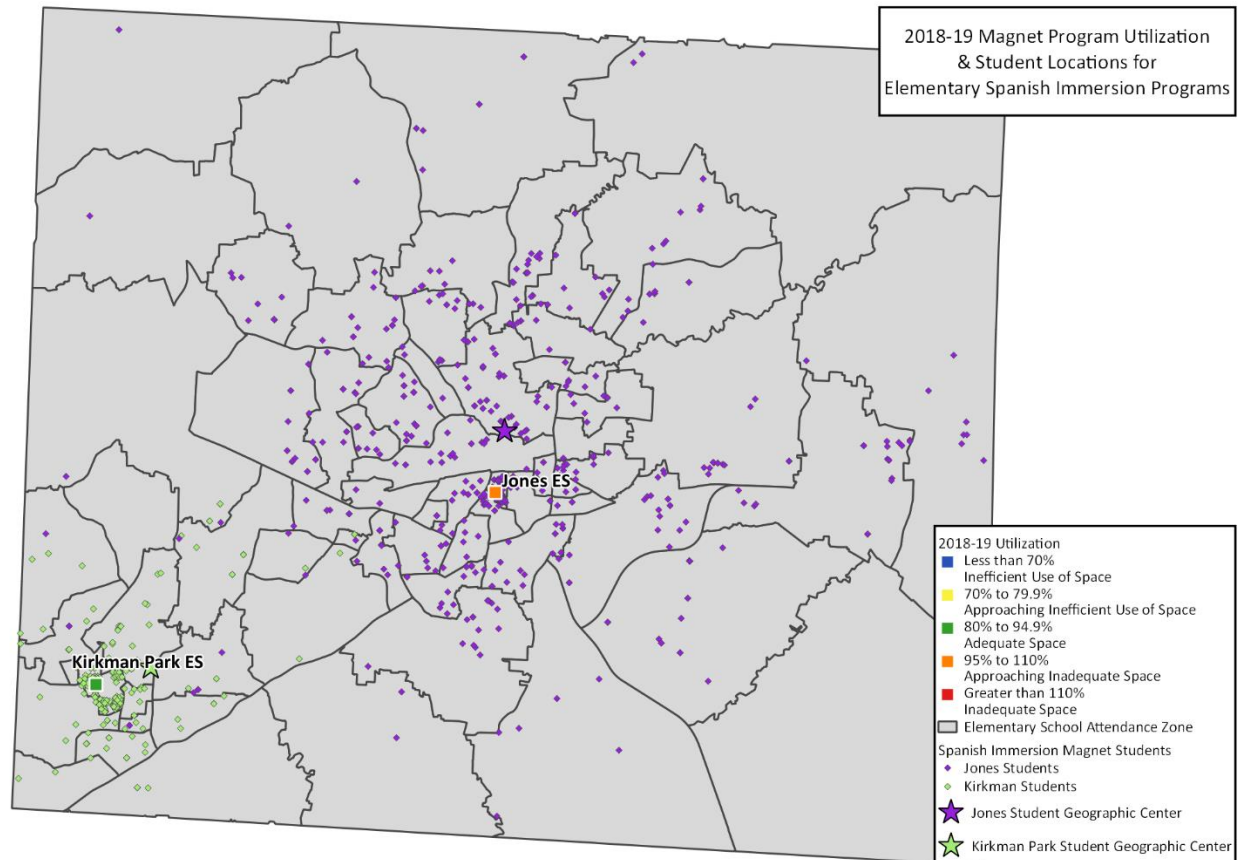 2018-19 Magnet Program Utilization
& Student Locations for
Elementary Spanish Immersion Programs
Jones ES
Kirkman Park ES
2018-19 Utilization
Less than 70%
Inefficient Use of Space
70% to 79.9%
Approaching Inefficient Use of Space
80% to 94.9%
Adequate Space
95% to 110%
Approaching Inadequate Space
Greater than 110%
Inadequate Space
Elementary School Attendance Zone
Spanish Immersion Magnet Students
Jones Students
Kirkman Students
Jones Student Geographic Center
Kirkman Park Student Geographic Center